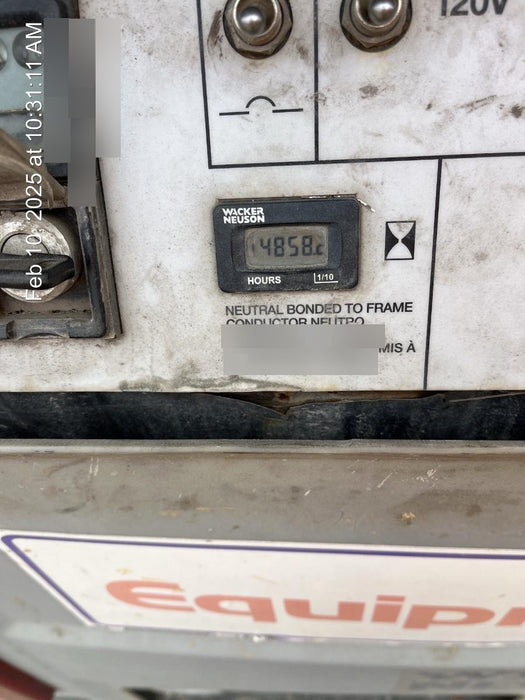 Feb 10, 2025 at 10:31:11 AM
120V
WACKER
NEUSON
4858.
HOURS 1/10
NEUTRAL BONDED TO FRAME
CONDUCTOR NEUTRO
MIS À
Equip